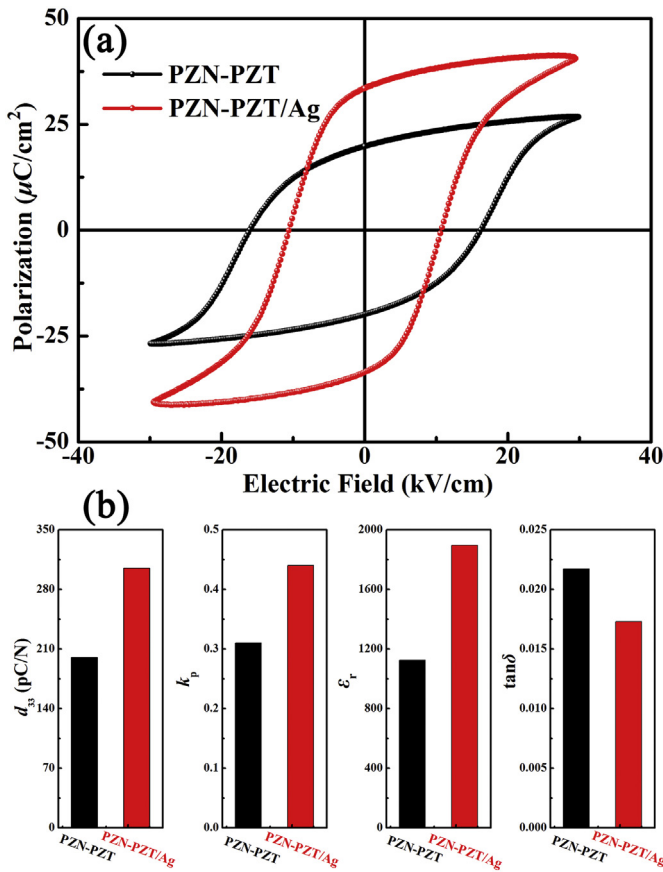 (a)
PZN-PZT
PZN-PZT/Ag
50
25
0
-25
-50
Polarization (μC/cm²)
-40 -20 0 20 40
Electric Field (kV/cm)
(b)
350
280
210
140
70
0
d₃₃ (pC/N)
PZN-PZT PZN-PZT/Ag
0.5
0.4
0.3
0.2
0.1
0.0
kₚ
PZN-PZT PZN-PZT/Ag
2000
1600
1200
800
400
0
εᵣ
PZN-PZT PZN-PZT/Ag
0.025
0.020
0.015
0.010
0.005
0.000
tanδ
PZN-PZT PZN-PZT/Ag